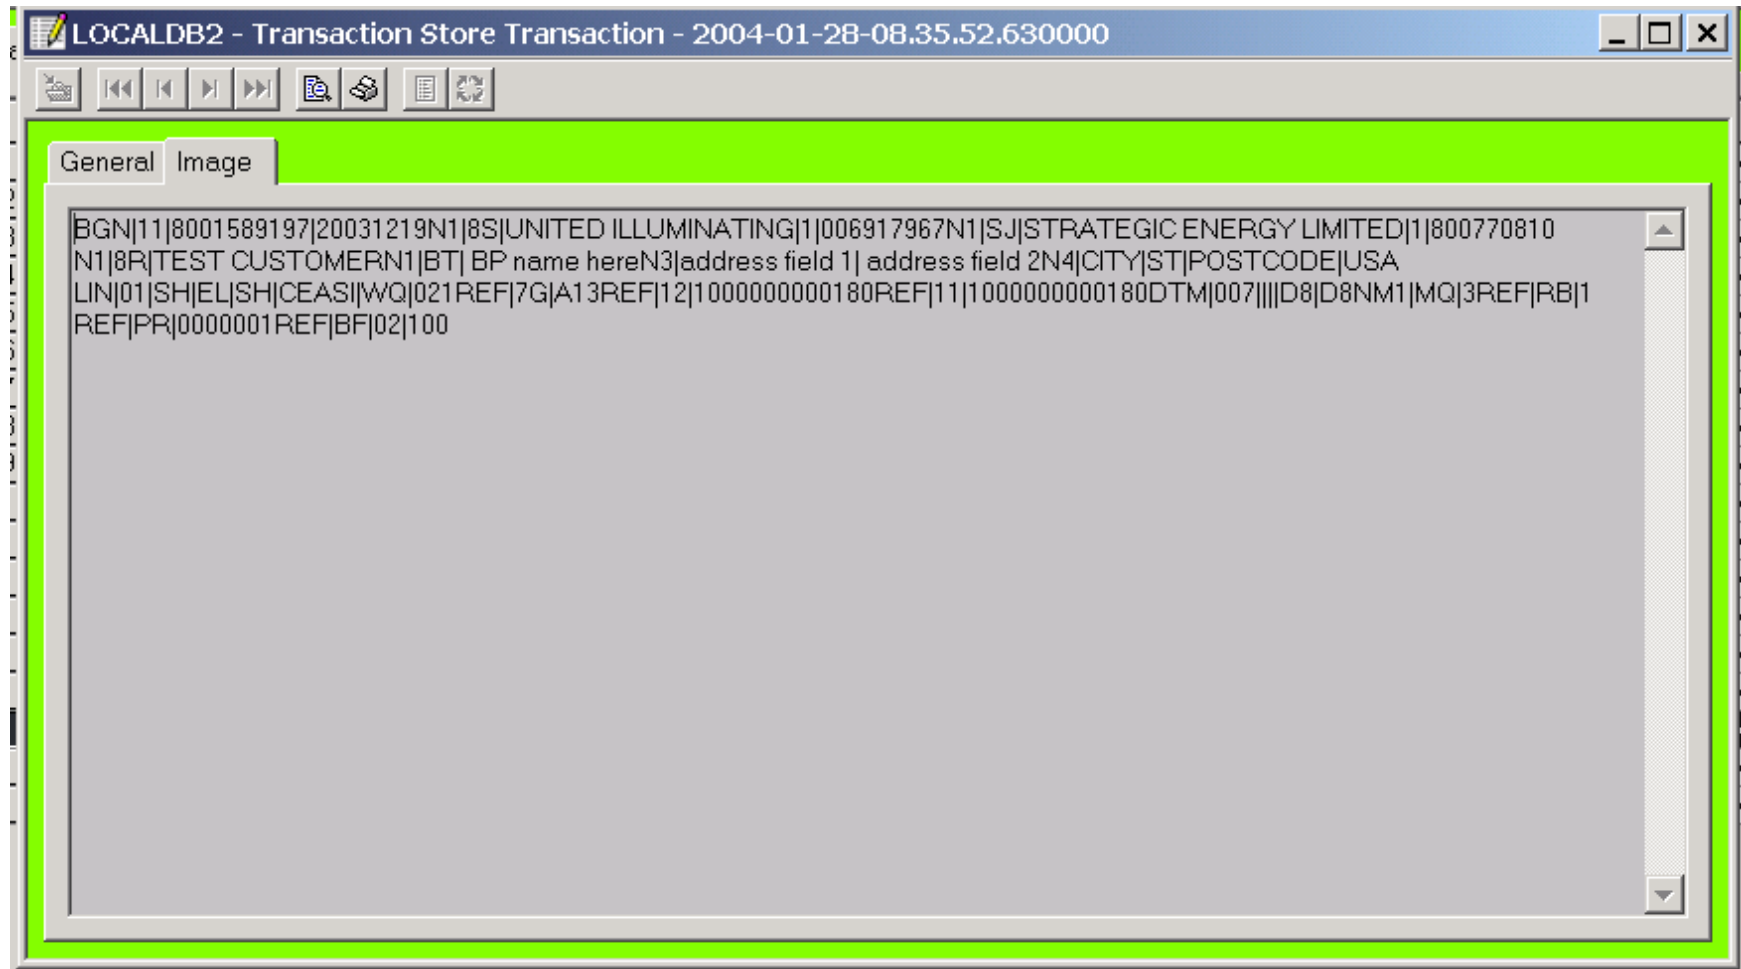 LOCALDB2 - Transaction Store Transaction - 2004-01-28-08.35.52.630000
General Image
BGN|11|8001589197|20031219N1|8S|UNITED ILLUMINATING|1|006917967N1|SJ|STRATEGIC ENERGY LIMITED|1|800770810
N1|8R|TEST CUSTOMERN1|BT| BP name hereN3|address field 1| address field 2N4|CITY|ST|POSTCODE|USA
LIN|01|SH|EL|SH|CEASI|WQ|021REF|7G|A13REF|12|1000000000180REF|11|1000000000180DTM|007||||D8|D8NM1|MQ|3REF|RB|1
REF|PR|0000001REF|BF|02|100